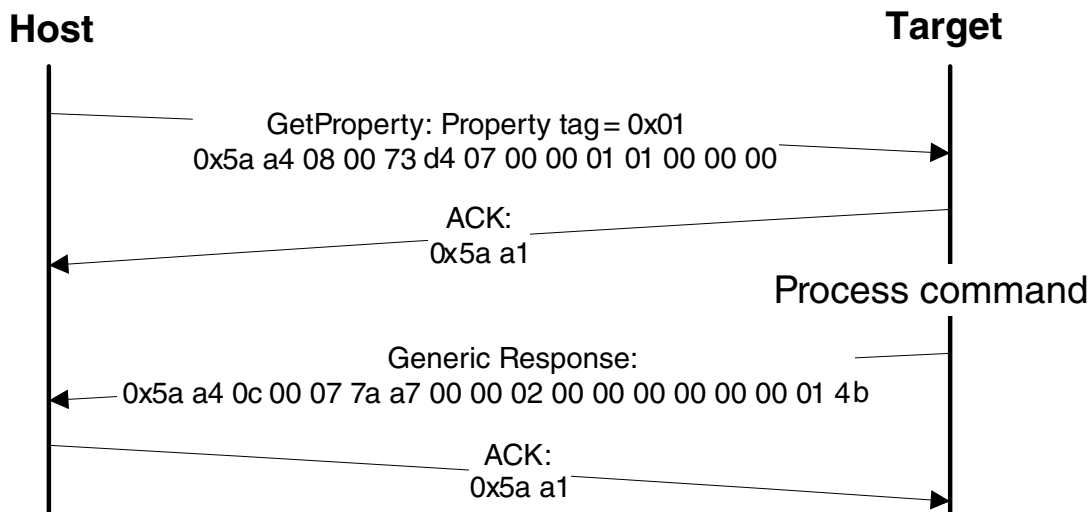 Host
Target
GetProperty: Property tag = 0x01
0x5a a4 08 00 73 d4 07 00 00 01 01 00 00 00
ACK:
0x5a a1
Process command
Generic Response:
0x5a a4 0c 00 07 7a a7 00 00 02 00 00 00 00 00 00 01 4b
ACK:
0x5a a1